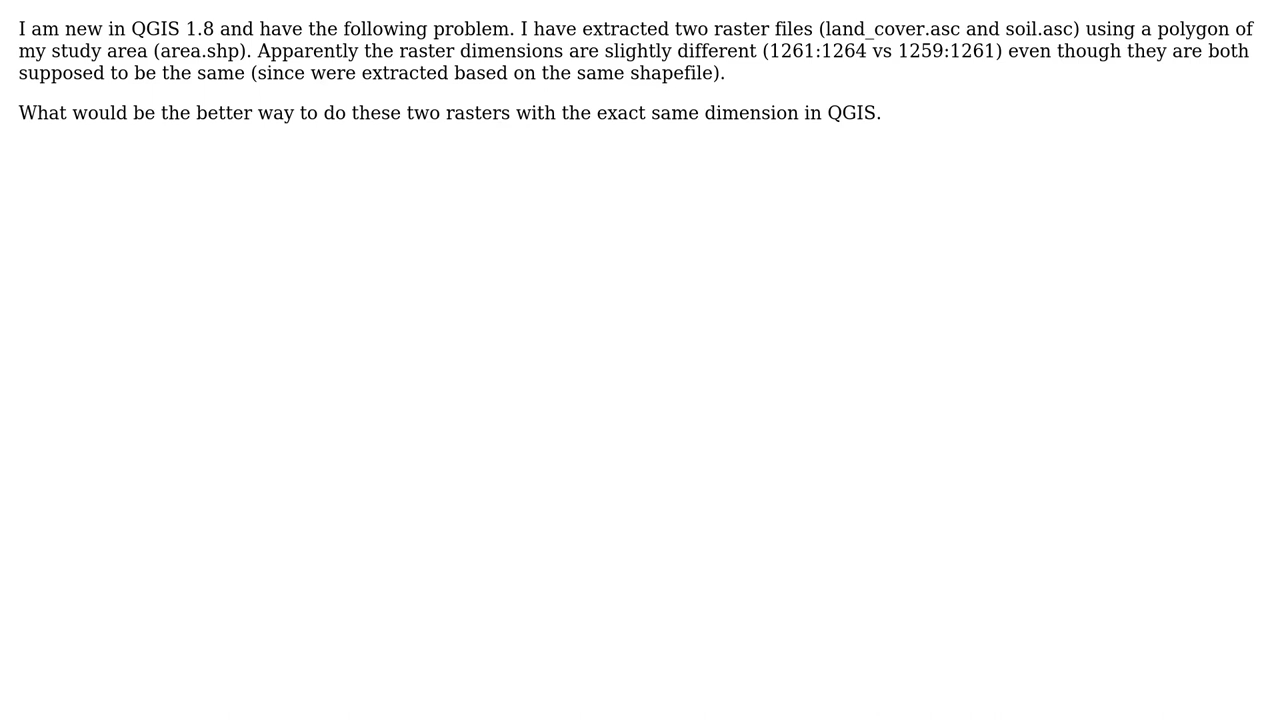 I am new in QGIS 1.8 and have the following problem. I have extracted two raster files (land_cover.asc and soil.asc) using a polygon of
my study area (area.shp). Apparently the raster dimensions are slightly different (1261:1264 vs 1259:1261) even though they are both
supposed to be the same (since were extracted based on the same shapefile).
What would be the better way to do these two rasters with the exact same dimension in QGIS.